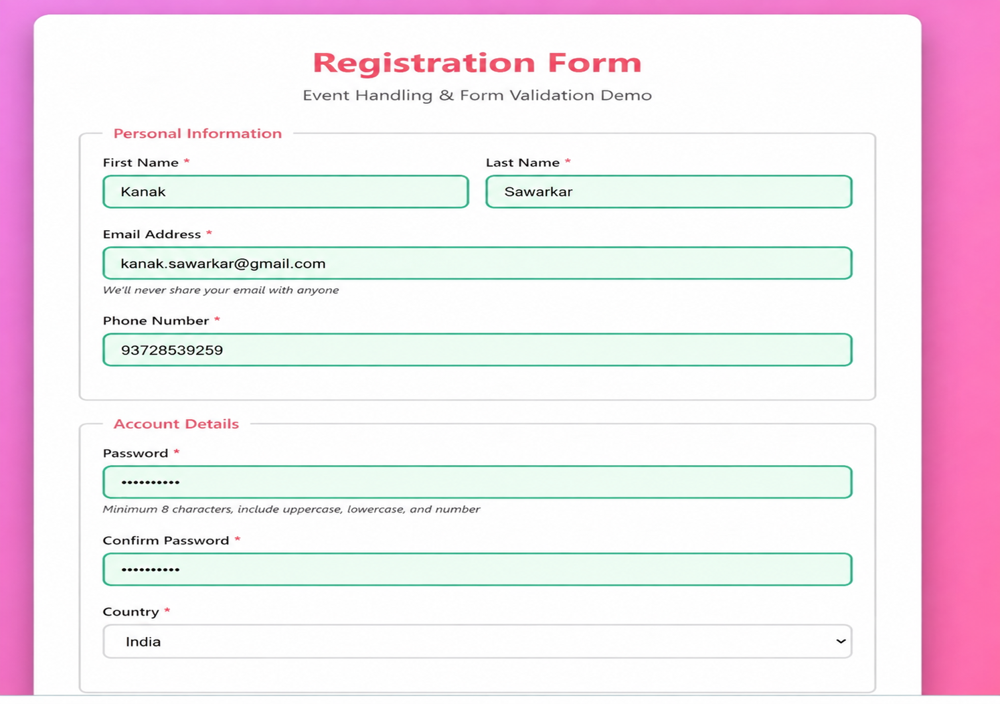 Registration Form
Event Handling & Form Validation Demo
Personal Information
First Name *
Last Name *
Kanak
Sawarkar
Email Address *
kanak.sawarkar@gmail.com
We'll never share your email with anyone
Phone Number *
93728539259
Account Details
Password *
••••••••••
Minimum 8 characters, include uppercase, lowercase, and number
Confirm Password *
••••••••••
Country *
India